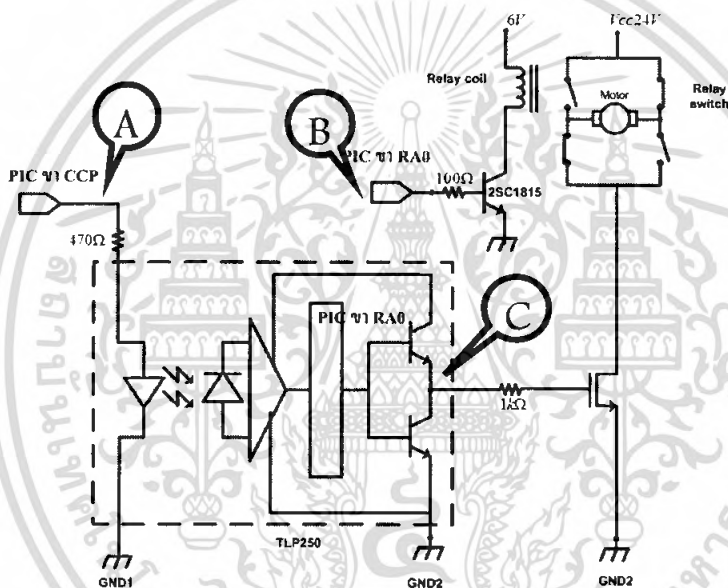 6V
Vcc24V
Relay coil
Relay switch
Motor
A
B
PIC ขา CCP
PIC ขา RA0
100Ω
2SC1815
470Ω
PIC ขา RA0
C
1kΩ
TLP250
GND1
GND2
GND2